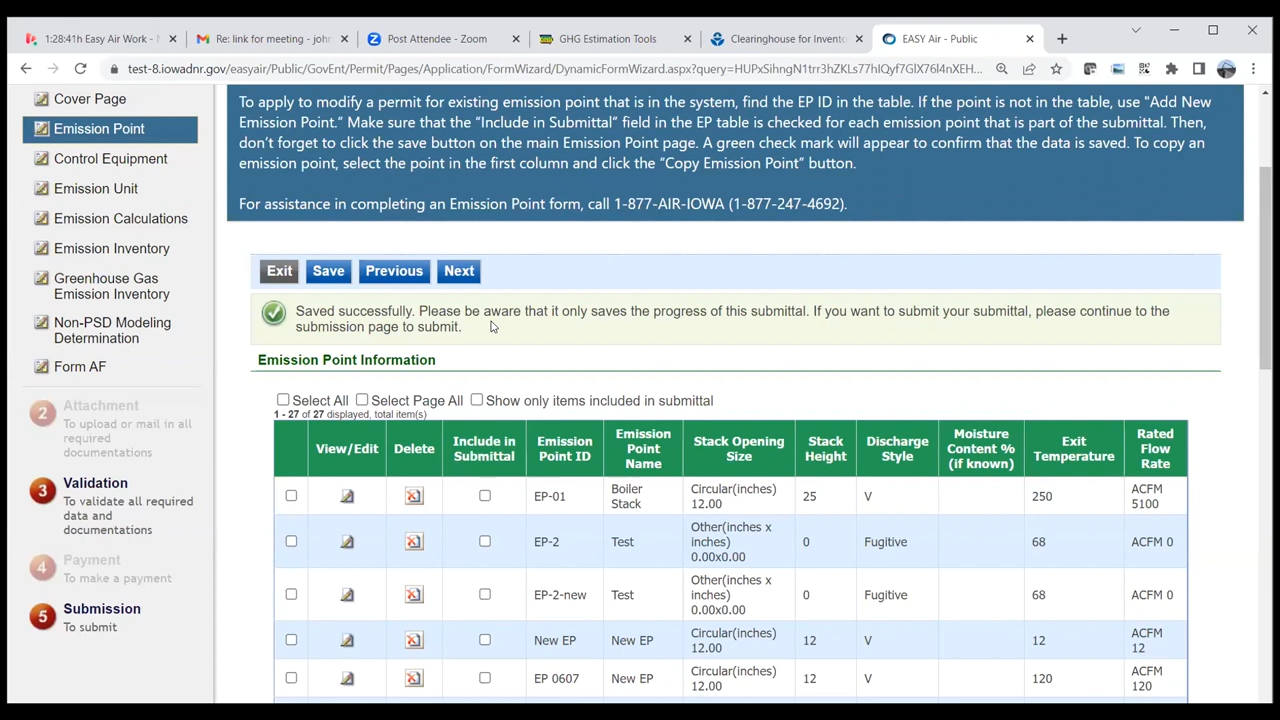 1:28:41h Easy Air Work -
Re: link for meeting - john
Post Attendee - Zoom
GHG Estimation Tools
Clearinghouse for Invento
EASY Air - Public
test-8.iowadnr.gov/easyair/Public/GovEnt/Permit/Pages/Application/FormWizard/DynamicFormWizard.aspx?query=
Cover Page
Emission Point
Control Equipment
Emission Unit
Emission Calculations
Emission Inventory
Greenhouse Gas
Emission Inventory
Non-PSD Modeling
Determination
Form AF
2 Attachment
To upload or mail in all
required
documentations
3 Validation
To validate all required
data and
documentations
4 Payment
To make a payment
5 Submission
To submit
To apply to modify a permit for existing emission point that is in the system, find the EP ID in the table. If the point is not in the table, use "Add New
Emission Point." Make sure that the “Include in Submittal” field in the EP table is checked for each emission point that is part of the submittal. Then,
don’t forget to click the save button on the main Emission Point page. A green check mark will appear to confirm that the data is saved. To copy an
emission point, select the point in the first column and click the “Copy Emission Point” button.
For assistance in completing an Emission Point form, call 1-877-AIR-IOWA (1-877-247-4692).
Exit Save Previous Next
Saved successfully. Please be aware that it only saves the progress of this submittal. If you want to submit your submittal, please continue to the
submission page to submit.
Emission Point Information
Select All Select Page All Show only items included in submittal
1 - 27 of 27 displayed, total item(s)
View/Edit
Delete
Include in
Submittal
Emission
Point ID
Emission
Point
Name
Stack Opening
Size
Stack
Height
Discharge
Style
Moisture
Content %
(if known)
Exit
Temperature
Rated
Flow
Rate
EP-01
Boiler
Stack
Circular(inches)
12.00
25
V
250
ACFM
5100
EP-2
Test
Other(inches x
inches)
0.00x0.00
0
Fugitive
68
ACFM 0
EP-2-new
Test
Other(inches x
inches)
0.00x0.00
0
Fugitive
68
ACFM 0
New EP
New EP
Circular(inches)
12.00
12
V
12
ACFM
12
EP 0607
New EP
Circular(inches)
12.00
12
V
120
ACFM
120